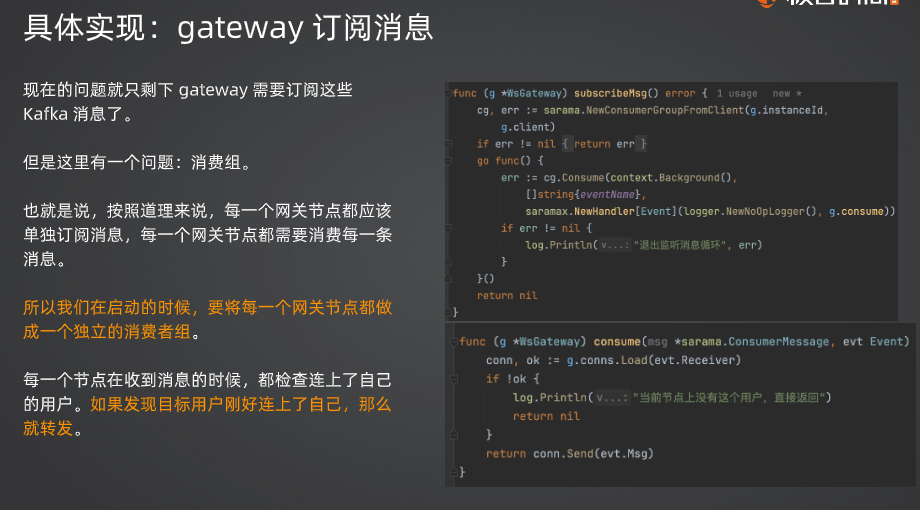 具体实现：gateway 订阅消息
现在的问题就只剩下 gateway 需要订阅这些
Kafka 消息了。
但是这里有一个问题：消费组。
也就是说，按照道理来说，每一个网关节点都应该
单独订阅消息，每一个网关节点都需要消费每一条
消息。
所以我们在启动的时候，要将每一个网关节点都做
成一个独立的消费者组。
每一个节点在收到消息的时候，都检查连上了自己
的用户。如果发现目标用户刚好连上了自己，那么
就转发。
func (g *WsGateway) subscribeMsg() error { 1 usage new *
cg, err := sarama.NewConsumerGroupFromClient(g.instanceId,
g.client)
if err != nil { return err }
go func() {
err := cg.Consume(context.Background(),
[]string{eventName},
saramax.NewHandler[Event](logger.NewNoOpLogger(), g.consume))
if err != nil {
log.Println( v...: "退出监听消息循环", err)
}
}()
return nil
}
func (g *WsGateway) consume(msg *sarama.ConsumerMessage, evt Event)
conn, ok := g.conns.Load(evt.Receiver)
if !ok {
log.Println( v...: "当前节点上没有这个用户，直接返回")
return nil
}
return conn.Send(evt.Msg)
}